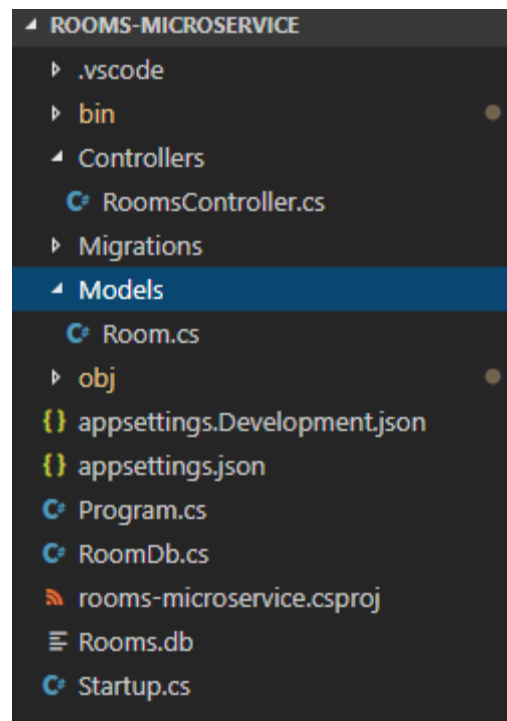 ROOMS-MICROSERVICE
.vscode
bin
Controllers
C# RoomsController.cs
Migrations
Models
C# Room.cs
obj
{} appsettings.Development.json
{} appsettings.json
C# Program.cs
C# RoomDb.cs
rooms-microservice.csproj
Rooms.db
C# Startup.cs